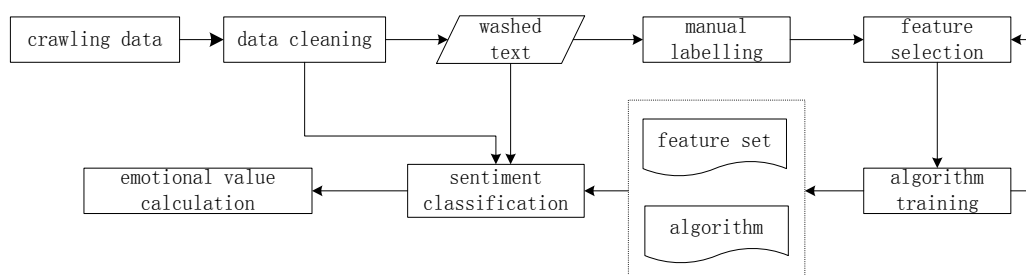 crawling data
data cleaning
washed
text
manual
labelling
feature
selection
feature set
emotional value
calculation
sentiment
classification
algorithm
training
algorithm